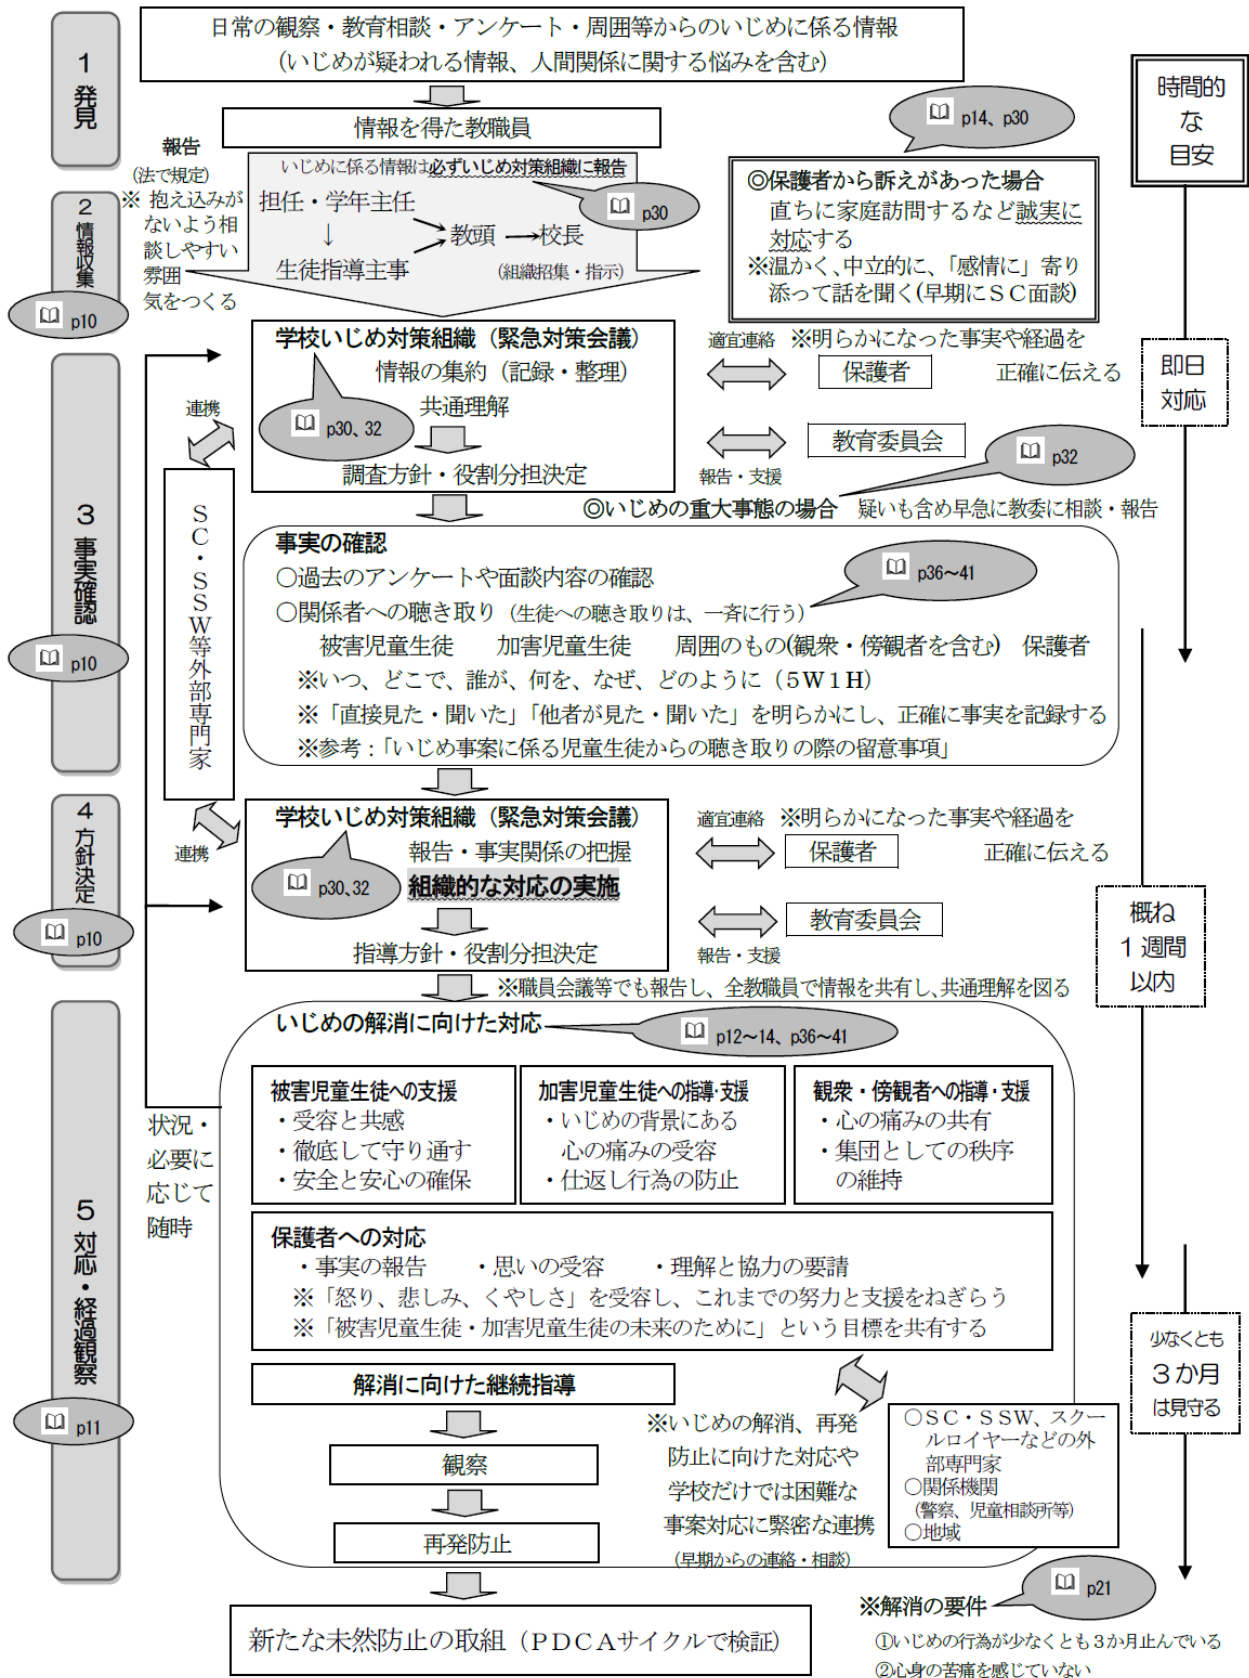 日常の観察・教育相談・アンケート・周囲等からのいじめに係る情報
(いじめが疑われる情報、人間関係に関する悩みを含む)
1 発見
時間的
な
目安
p14、p30
情報を得た教職員
報告
(法で規定)
※ 抱え込みが
ないよう相
談しやすい
雰囲
気をつくる
いじめに係る情報は必ずいじめ対策組織に報告
担任・学年主任
↓
生徒指導主事
教頭
校長
(組織招集・指示)
p30
◎保護者から訴えがあった場合
直ちに家庭訪問するなど誠実に
対応する
※温かく、中立的に、「感情に」寄り
添って話を聞く(早期にSC面談)
2 情報収集
p10
学校いじめ対策組織(緊急対策会議)
情報の集約(記録・整理)
共通理解
p30、32
調査方針・役割分担決定
適宜連絡
※明らかになった事実や経過を
正確に伝える
保護者
教育委員会
報告・支援
p32
即日
対応
連携
◎いじめの重大事態の場合 疑いも含め早急に教委に相談・報告
3 事実確認
p10
SC・SSW等外部専門家
事実の確認
○過去のアンケートや面談内容の確認
p36～41
○関係者への聴き取り(生徒への聴き取りは、一斉に行う)
被害児童生徒 加害児童生徒 周囲のもの(観衆・傍観者を含む) 保護者
※いつ、どこで、誰が、何を、なぜ、どのように(5W1H)
※「直接見た・聞いた」「他者が見た・聞いた」を明らかにし、正確に事実を記録する
※参考:「いじめ事案に係る児童生徒からの聴き取りの際の留意事項」
4 方針決定
p10
連携
学校いじめ対策組織(緊急対策会議)
報告・事実関係の把握
p30、32
組織的な対応の実施
指導方針・役割分担決定
適宜連絡
※明らかになった事実や経過を
正確に伝える
保護者
教育委員会
報告・支援
概ね
1週間
以内
※職員会議等でも報告し、全教職員で情報を共有し、共通理解を図る
5 対応・経過観察
p11
状況・
必要に
応じて
随時
いじめの解消に向けた対応
p12～14、p36～41
被害児童生徒への支援
・受容と共感
・徹底して守り通す
・安全と安心の確保
加害児童生徒への指導・支援
・いじめの背景にある
心の痛みの受容
・仕返し行為の防止
観衆・傍観者への指導・支援
・心の痛みの共有
・集団としての秩序
の維持
保護者への対応
・事実の報告 ・思いの受容 ・理解と協力の要請
※「怒り、悲しみ、くやしさ」を受容し、これまでの努力と支援をねぎらう
※「被害児童生徒・加害児童生徒の未来のために」という目標を共有する
少なくとも
3か月
は見守る
解消に向けた継続指導
観察
再発防止
※いじめの解消、再発
防止に向けた対応や
学校だけでは困難な
事案対応に緊密な連携
(早期からの連絡・相談)
○SC・SSW、スクー
ルロイヤーなどの外
部専門家
○関係機関
(警察、児童相談所等)
○地域
p21
新たな未然防止の取組(PDCAサイクルで検証)
※解消の要件
①いじめの行為が少なくとも3か月止んでいる
②心身の苦痛を感じていない